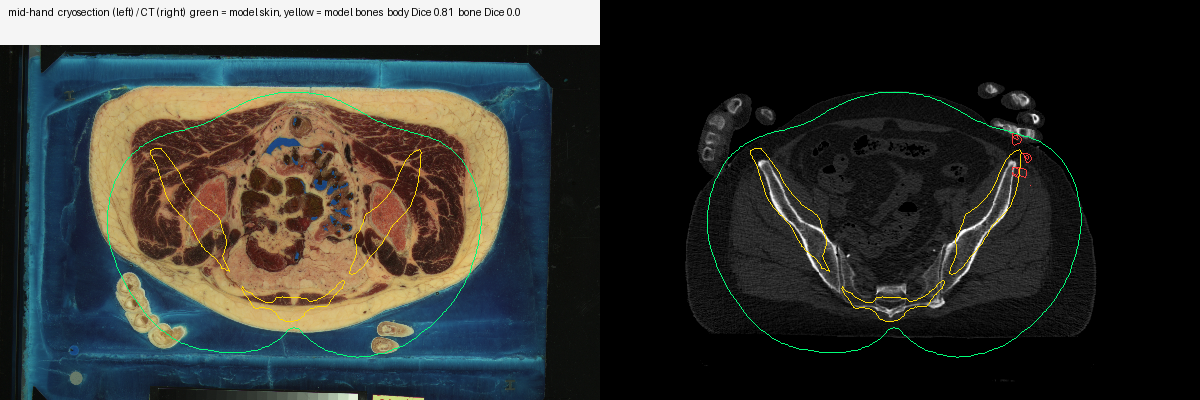 mid-hand cryosection (left) / CT (right) green = model skin, yellow = model bones body Dice 0.81 bone Dice 0.0